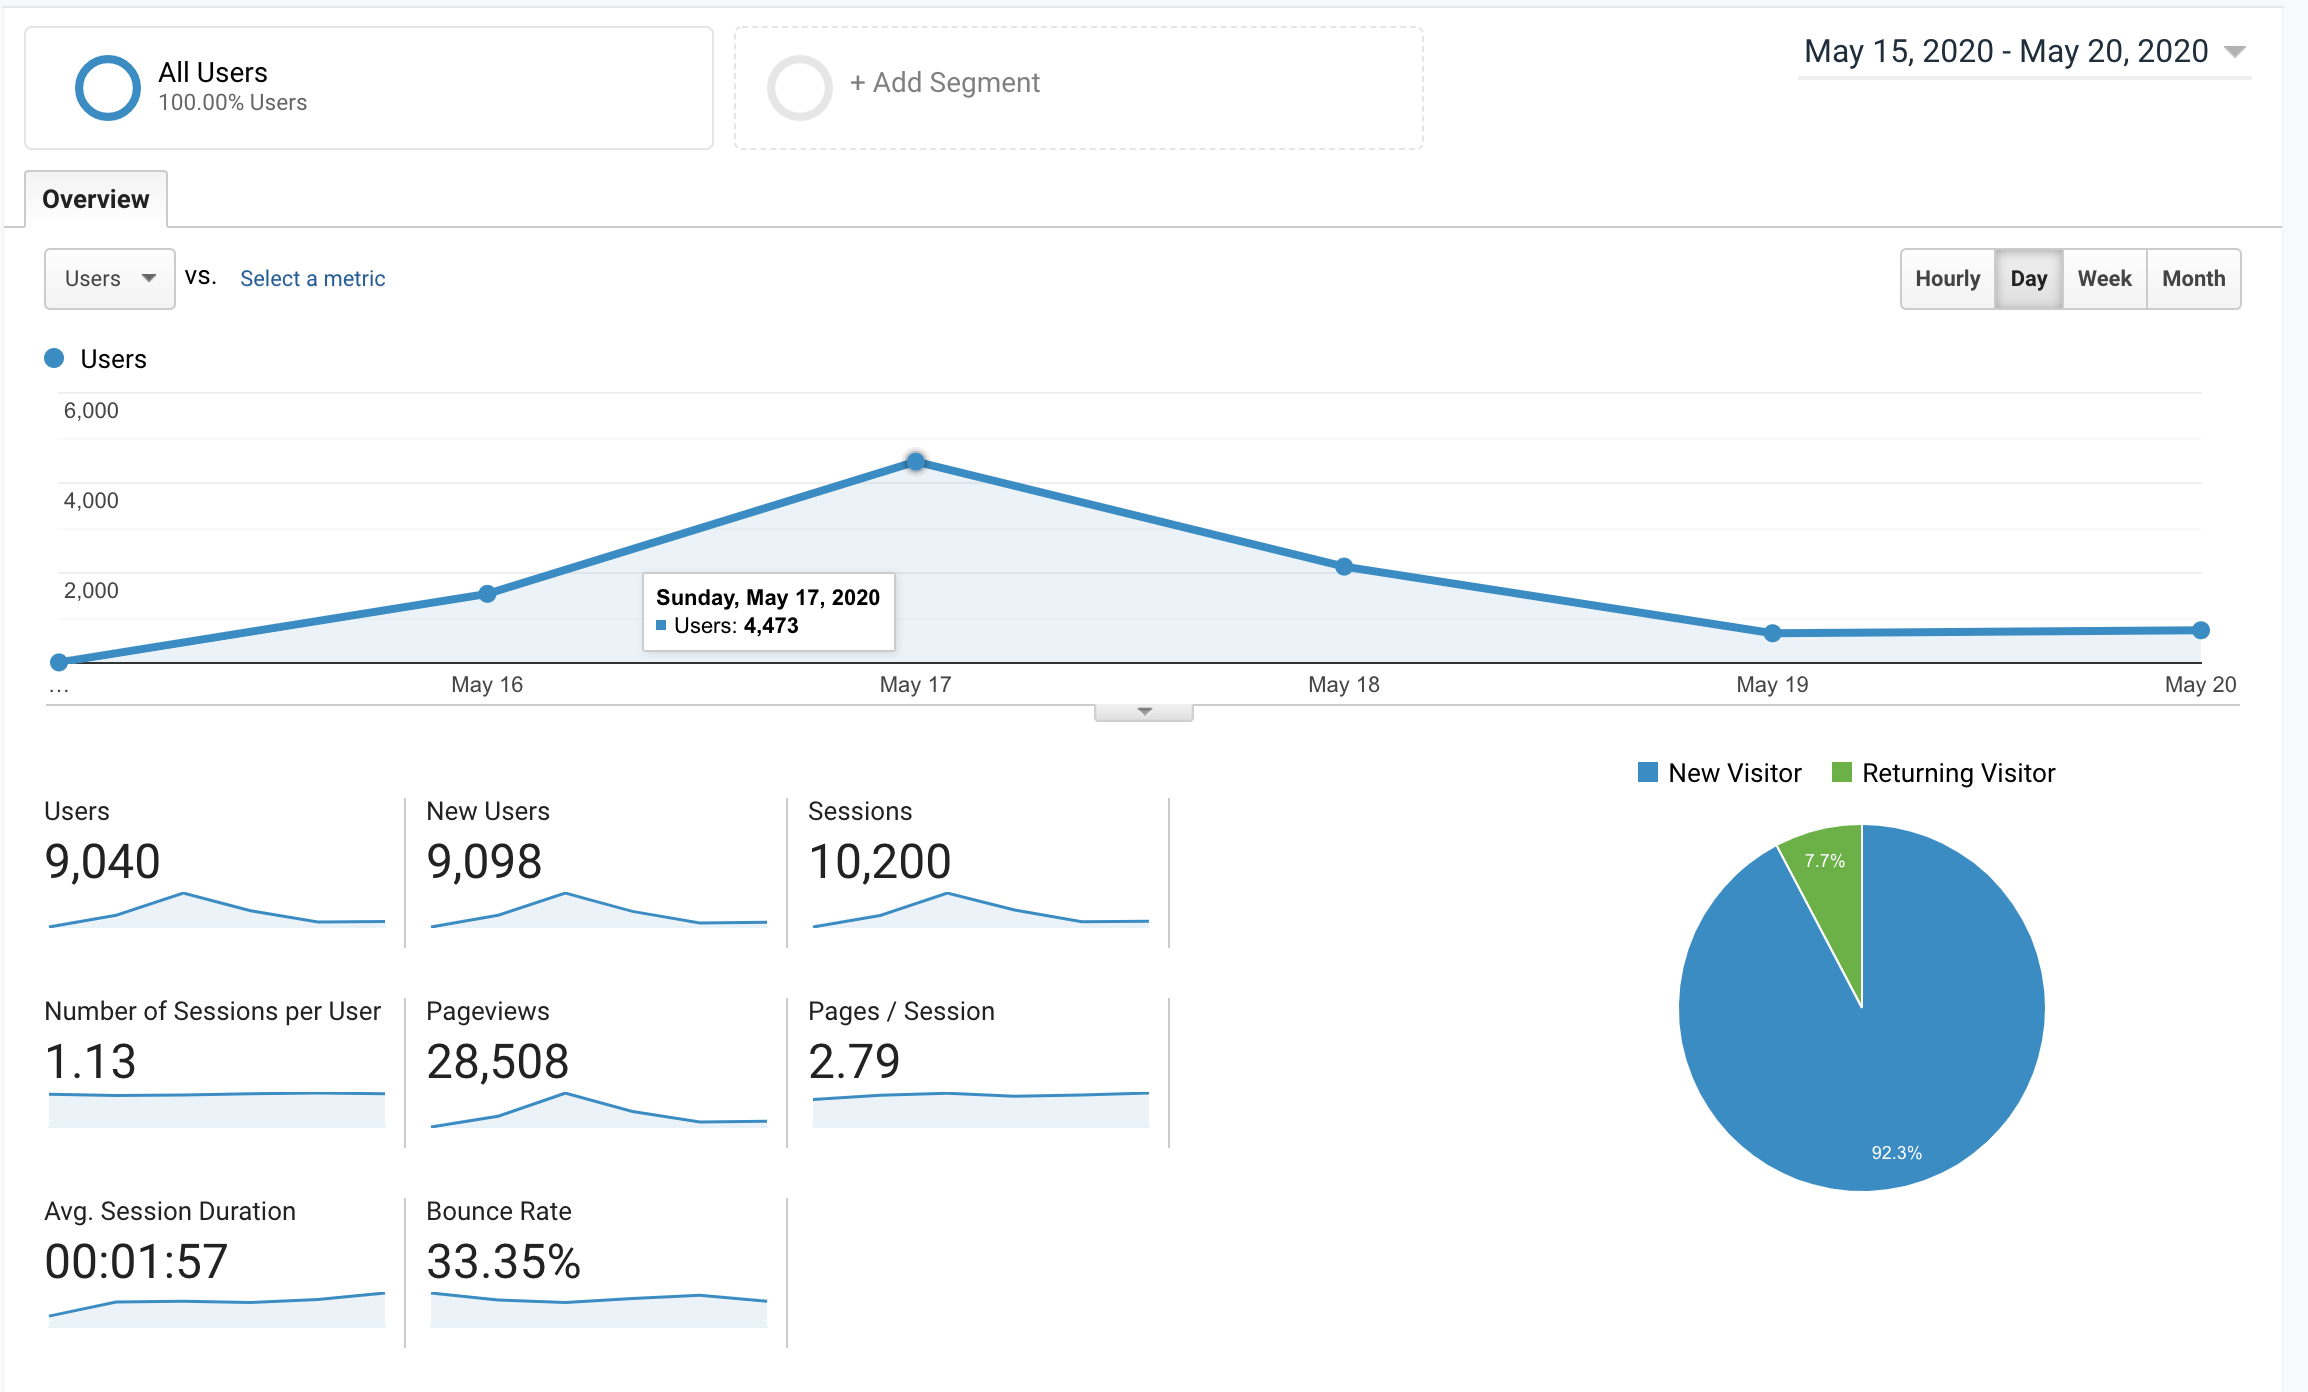 All Users
100.00% Users
+ Add Segment
May 15, 2020 - May 20, 2020
Overview
Users
VS.
Select a metric
Hourly
Day
Week
Month
Users
6,000
4,000
2,000
Sunday, May 17, 2020
Users: 4,473
...
May 16
May 17
May 18
May 19
May 20
New Visitor
Returning Visitor
Users
9,040
New Users
9,098
Sessions
10,200
Number of Sessions per User
1.13
Pageviews
28,508
Pages / Session
2.79
Avg. Session Duration
00:01:57
Bounce Rate
33.35%
7.7%
92.3%